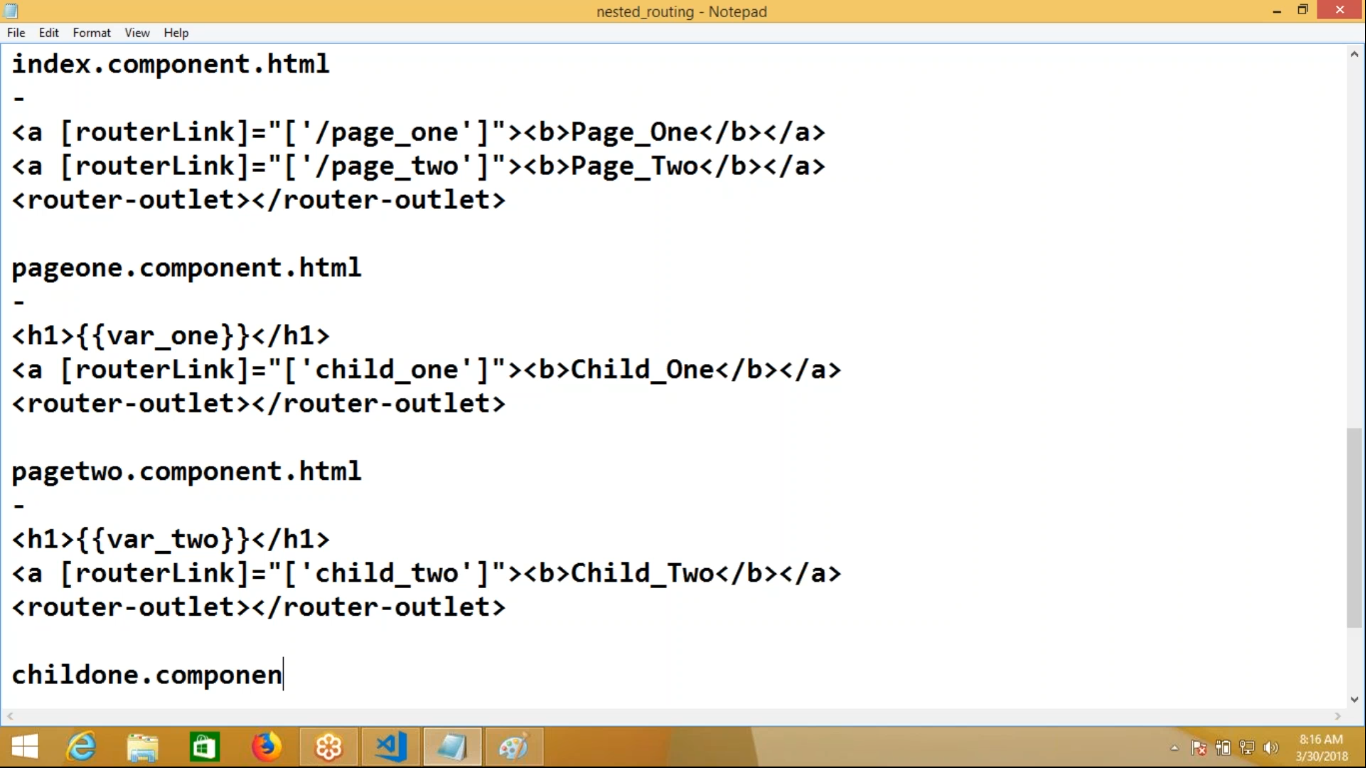 nested_routing - Notepad
File Edit Format View Help
index.component.html
-
<a [routerLink]="['/page_one']"><b>Page_One</b></a>
<a [routerLink]="['/page_two']"><b>Page_Two</b></a>
<router-outlet></router-outlet>
pageone.component.html
-
<h1>{{var_one}}</h1>
<a [routerLink]="['child_one']"><b>Child_One</b></a>
<router-outlet></router-outlet>
pagetwo.component.html
-
<h1>{{var_two}}</h1>
<a [routerLink]="['child_two']"><b>Child_Two</b></a>
<router-outlet></router-outlet>
childone.componen
8:16 AM
3/30/2018